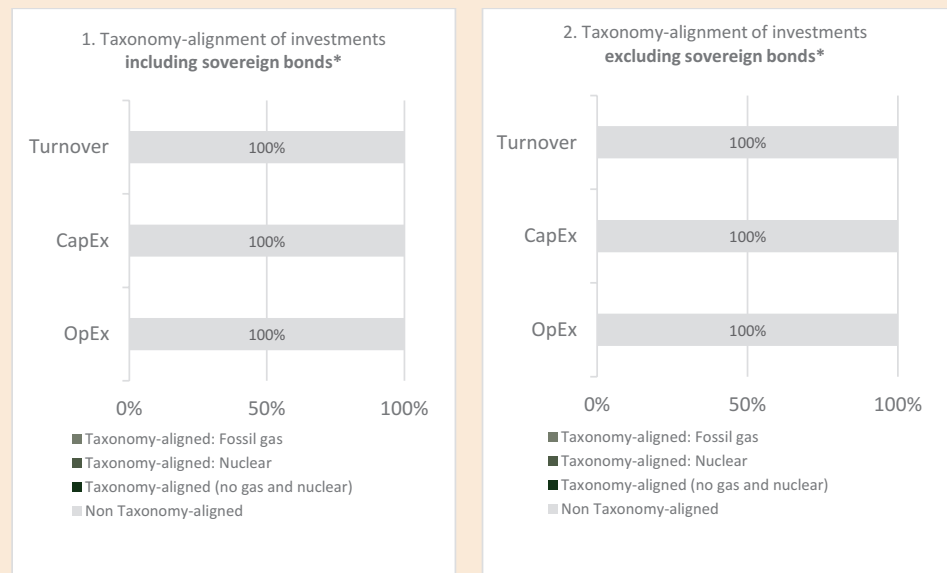 1. Taxonomy-alignment of investments
including sovereign bonds*
Turnover
100%
CapEx
100%
OpEx
100%
0%
50%
100%
Taxonomy-aligned: Fossil gas
Taxonomy-aligned: Nuclear
Taxonomy-aligned (no gas and nuclear)
Non Taxonomy-aligned
2. Taxonomy-alignment of investments
excluding sovereign bonds*
Turnover
100%
CapEx
100%
OpEx
100%
0%
50%
100%
Taxonomy-aligned: Fossil gas
Taxonomy-aligned: Nuclear
Taxonomy-aligned (no gas and nuclear)
Non Taxonomy-aligned